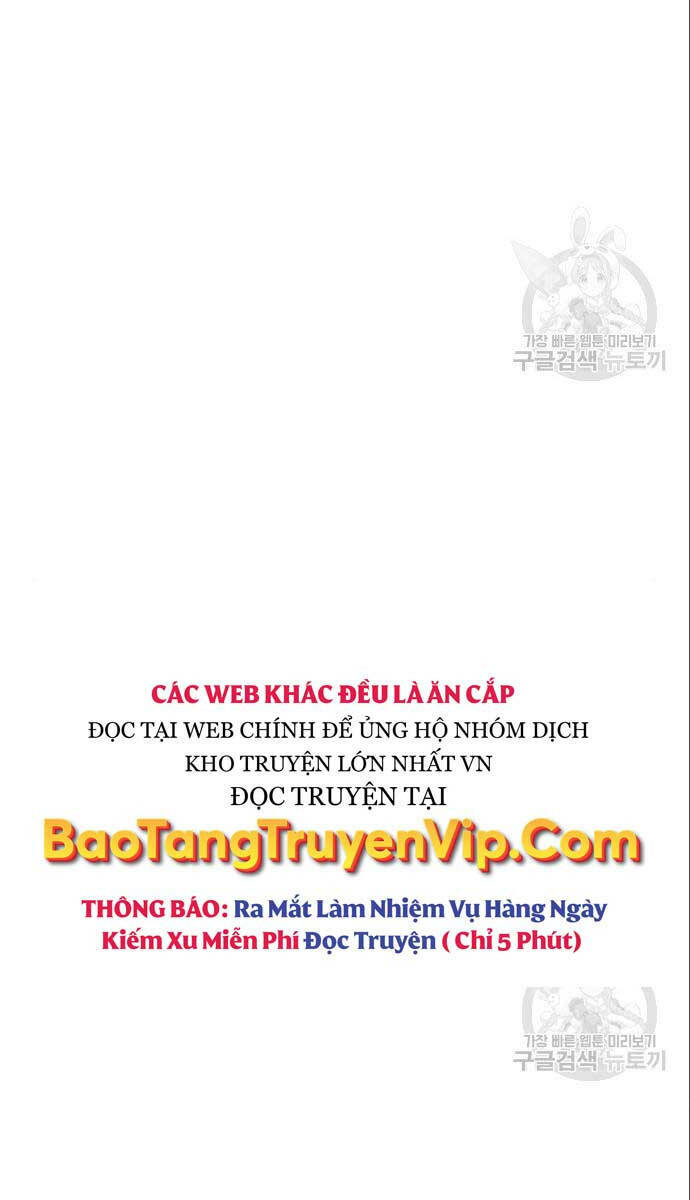 가장 빠른 웹툰 미리보기
구글검색 뉴토끼
CÁC WEB KHÁC ĐỀU LÀ ĂN CẮP
ĐỌC TẠI WEB CHÍNH ĐỂ ỦNG HỘ NHÓM DỊCH
KHO TRUYỆN LỚN NHẤT VN
ĐỌC TRUYỆN TẠI
BaoTangTruyenVip.Com
THÔNG BÁO: Ra Mắt Làm Nhiệm Vụ Hàng Ngày
Kiếm Xu Miễn Phí Đọc Truyện ( Chỉ 5 Phút)
가장 빠른 웹툰 미리보기
구글검색 뉴토끼